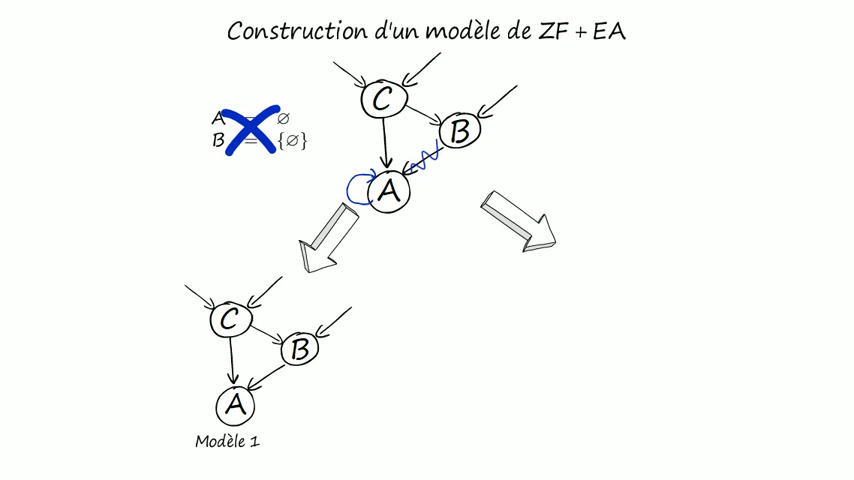 Construction d'un modèle de ZF + EA
C
B
A
A = ∅
B = {∅}
C
B
A
Modèle 1